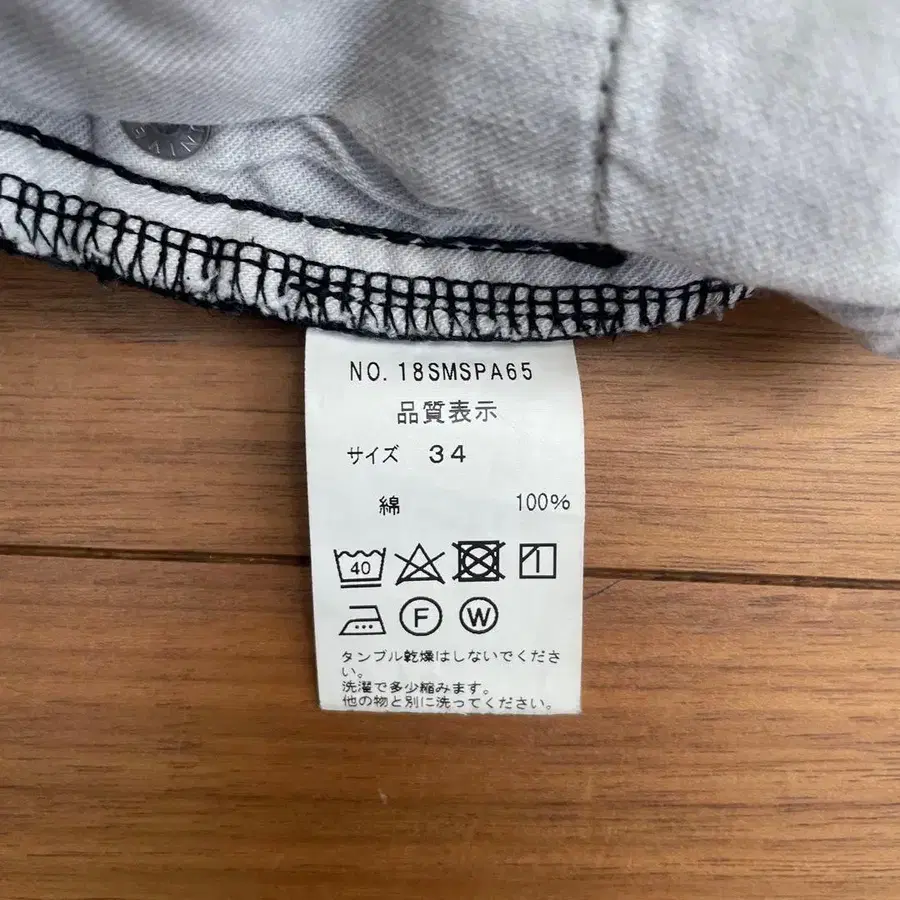 NO. 18SMSPA65
品質表示
サイズ 34
綿 100%
40
F W
タンブル乾燥はしないでくださ
い。
洗濯で多少縮みます。
他の物と別に洗ってください。